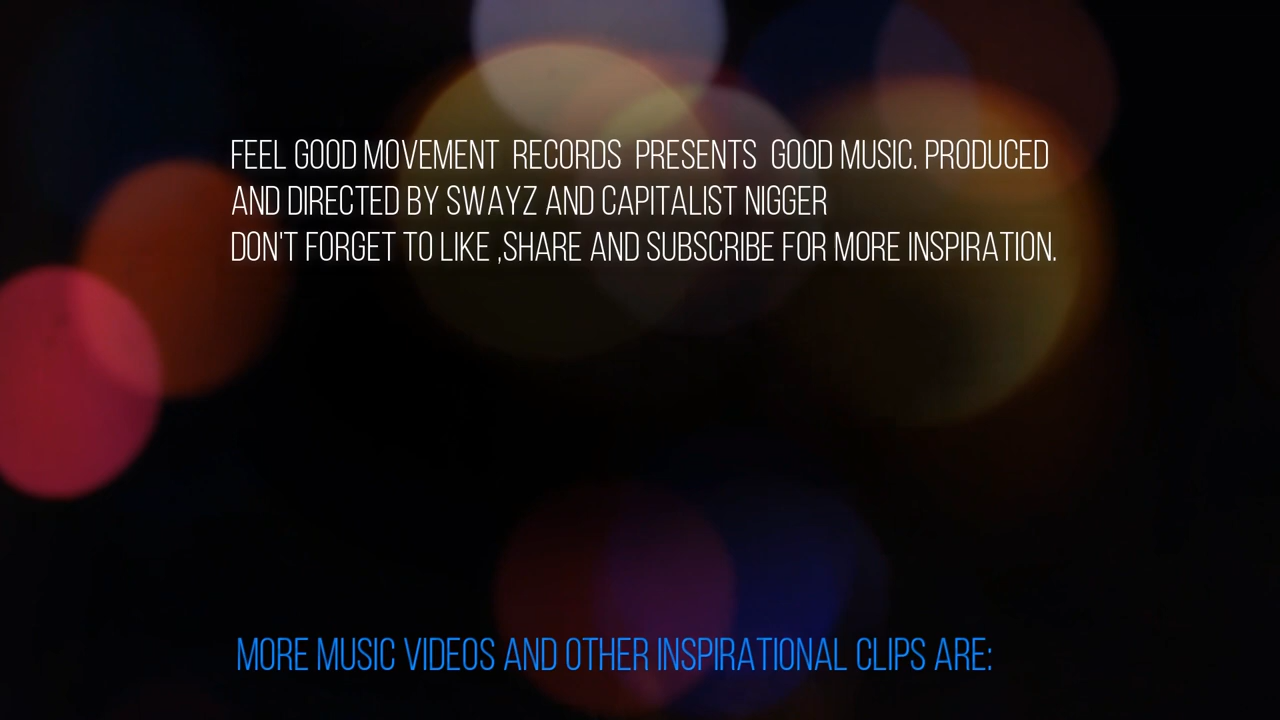 FEEL GOOD MOVEMENT RECORDS PRESENTS GOOD MUSIC. PRODUCED
AND DIRECTED BY SWAYZ AND CAPITALIST NIGGER
DON'T FORGET TO LIKE ,SHARE AND SUBSCRIBE FOR MORE INSPIRATION.
MORE MUSIC VIDEOS AND OTHER INSPIRATIONAL CLIPS ARE: